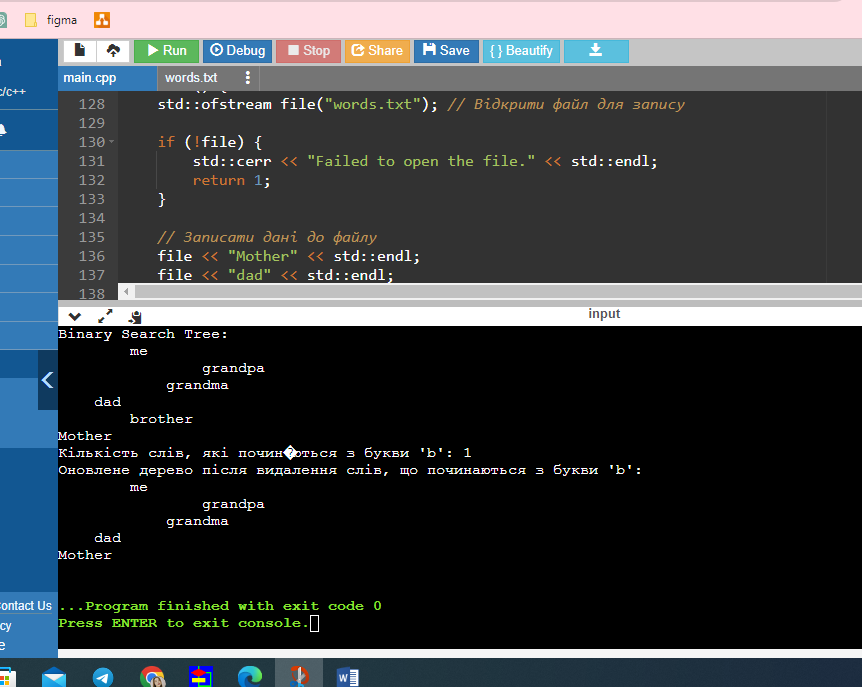 figma
Run Debug Stop Share Save { } Beautify
main.cpp words.txt
c/c++
128 std::ofstream file("words.txt"); // Відкрити файл для запису
129
130 if (!file) {
131 std::cerr << "Failed to open the file." << std::endl;
132 return 1;
133 }
134
135 // Записати дані до файлу
136 file << "Mother" << std::endl;
137 file << "dad" << std::endl;
138
input
Binary Search Tree:
me
grandpa
grandma
dad
brother
Mother
Кількість слів, які почин�ються з букви 'b': 1
Оновлене дерево після видалення слів, що починаються з букви 'b':
me
grandpa
grandma
dad
Mother
...Program finished with exit code 0
Press ENTER to exit console.
ontact Us
cy
e